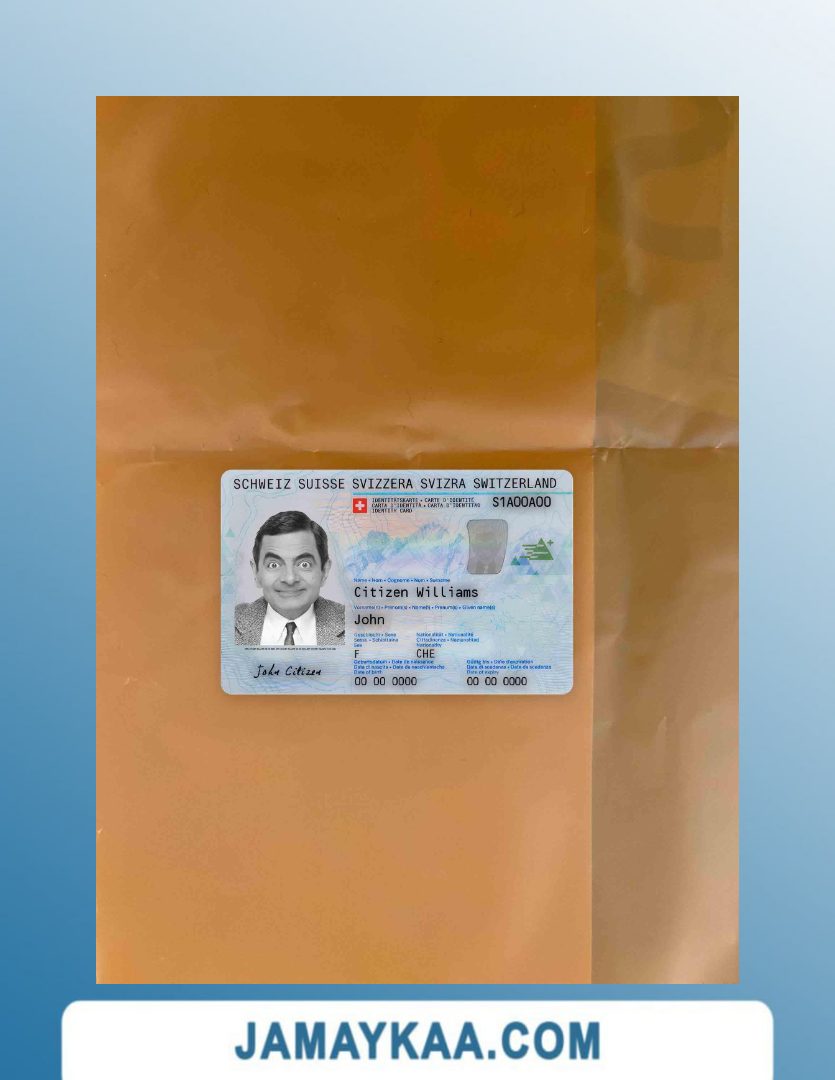 SCHWEIZ SUISSE SVIZZERA SVIZRA SWITZERLAND
IDENTITÄTSKARTE • CARTE D'IDENTITÉ
CARTA D'IDENTITÀ • CARTA D'IDENTITAD
IDENTITY CARD
S1A00A00
Name • Nom • Cognome • Num • Surname
Citizen Williams
Vorname(n) • Prénom(s) • Nome(i) • Prenum(s) • Given name(s)
John
Geschlecht • Sexe
Sesso • Schlattaina
Sex
F
Nationalität • Nationalité
Cittadinanza • Naziunalitad
Nationality
CHE
Geburtsdatum • Date de naissance
Data di nascita • Data da naschientscha
Date of birth
00 00 0000
Gültig bis • Date d'expiration
Data di scadenza • Data da scadenza
Date of expiry
00 00 0000
John Citizen
JAMAYKAA.COM